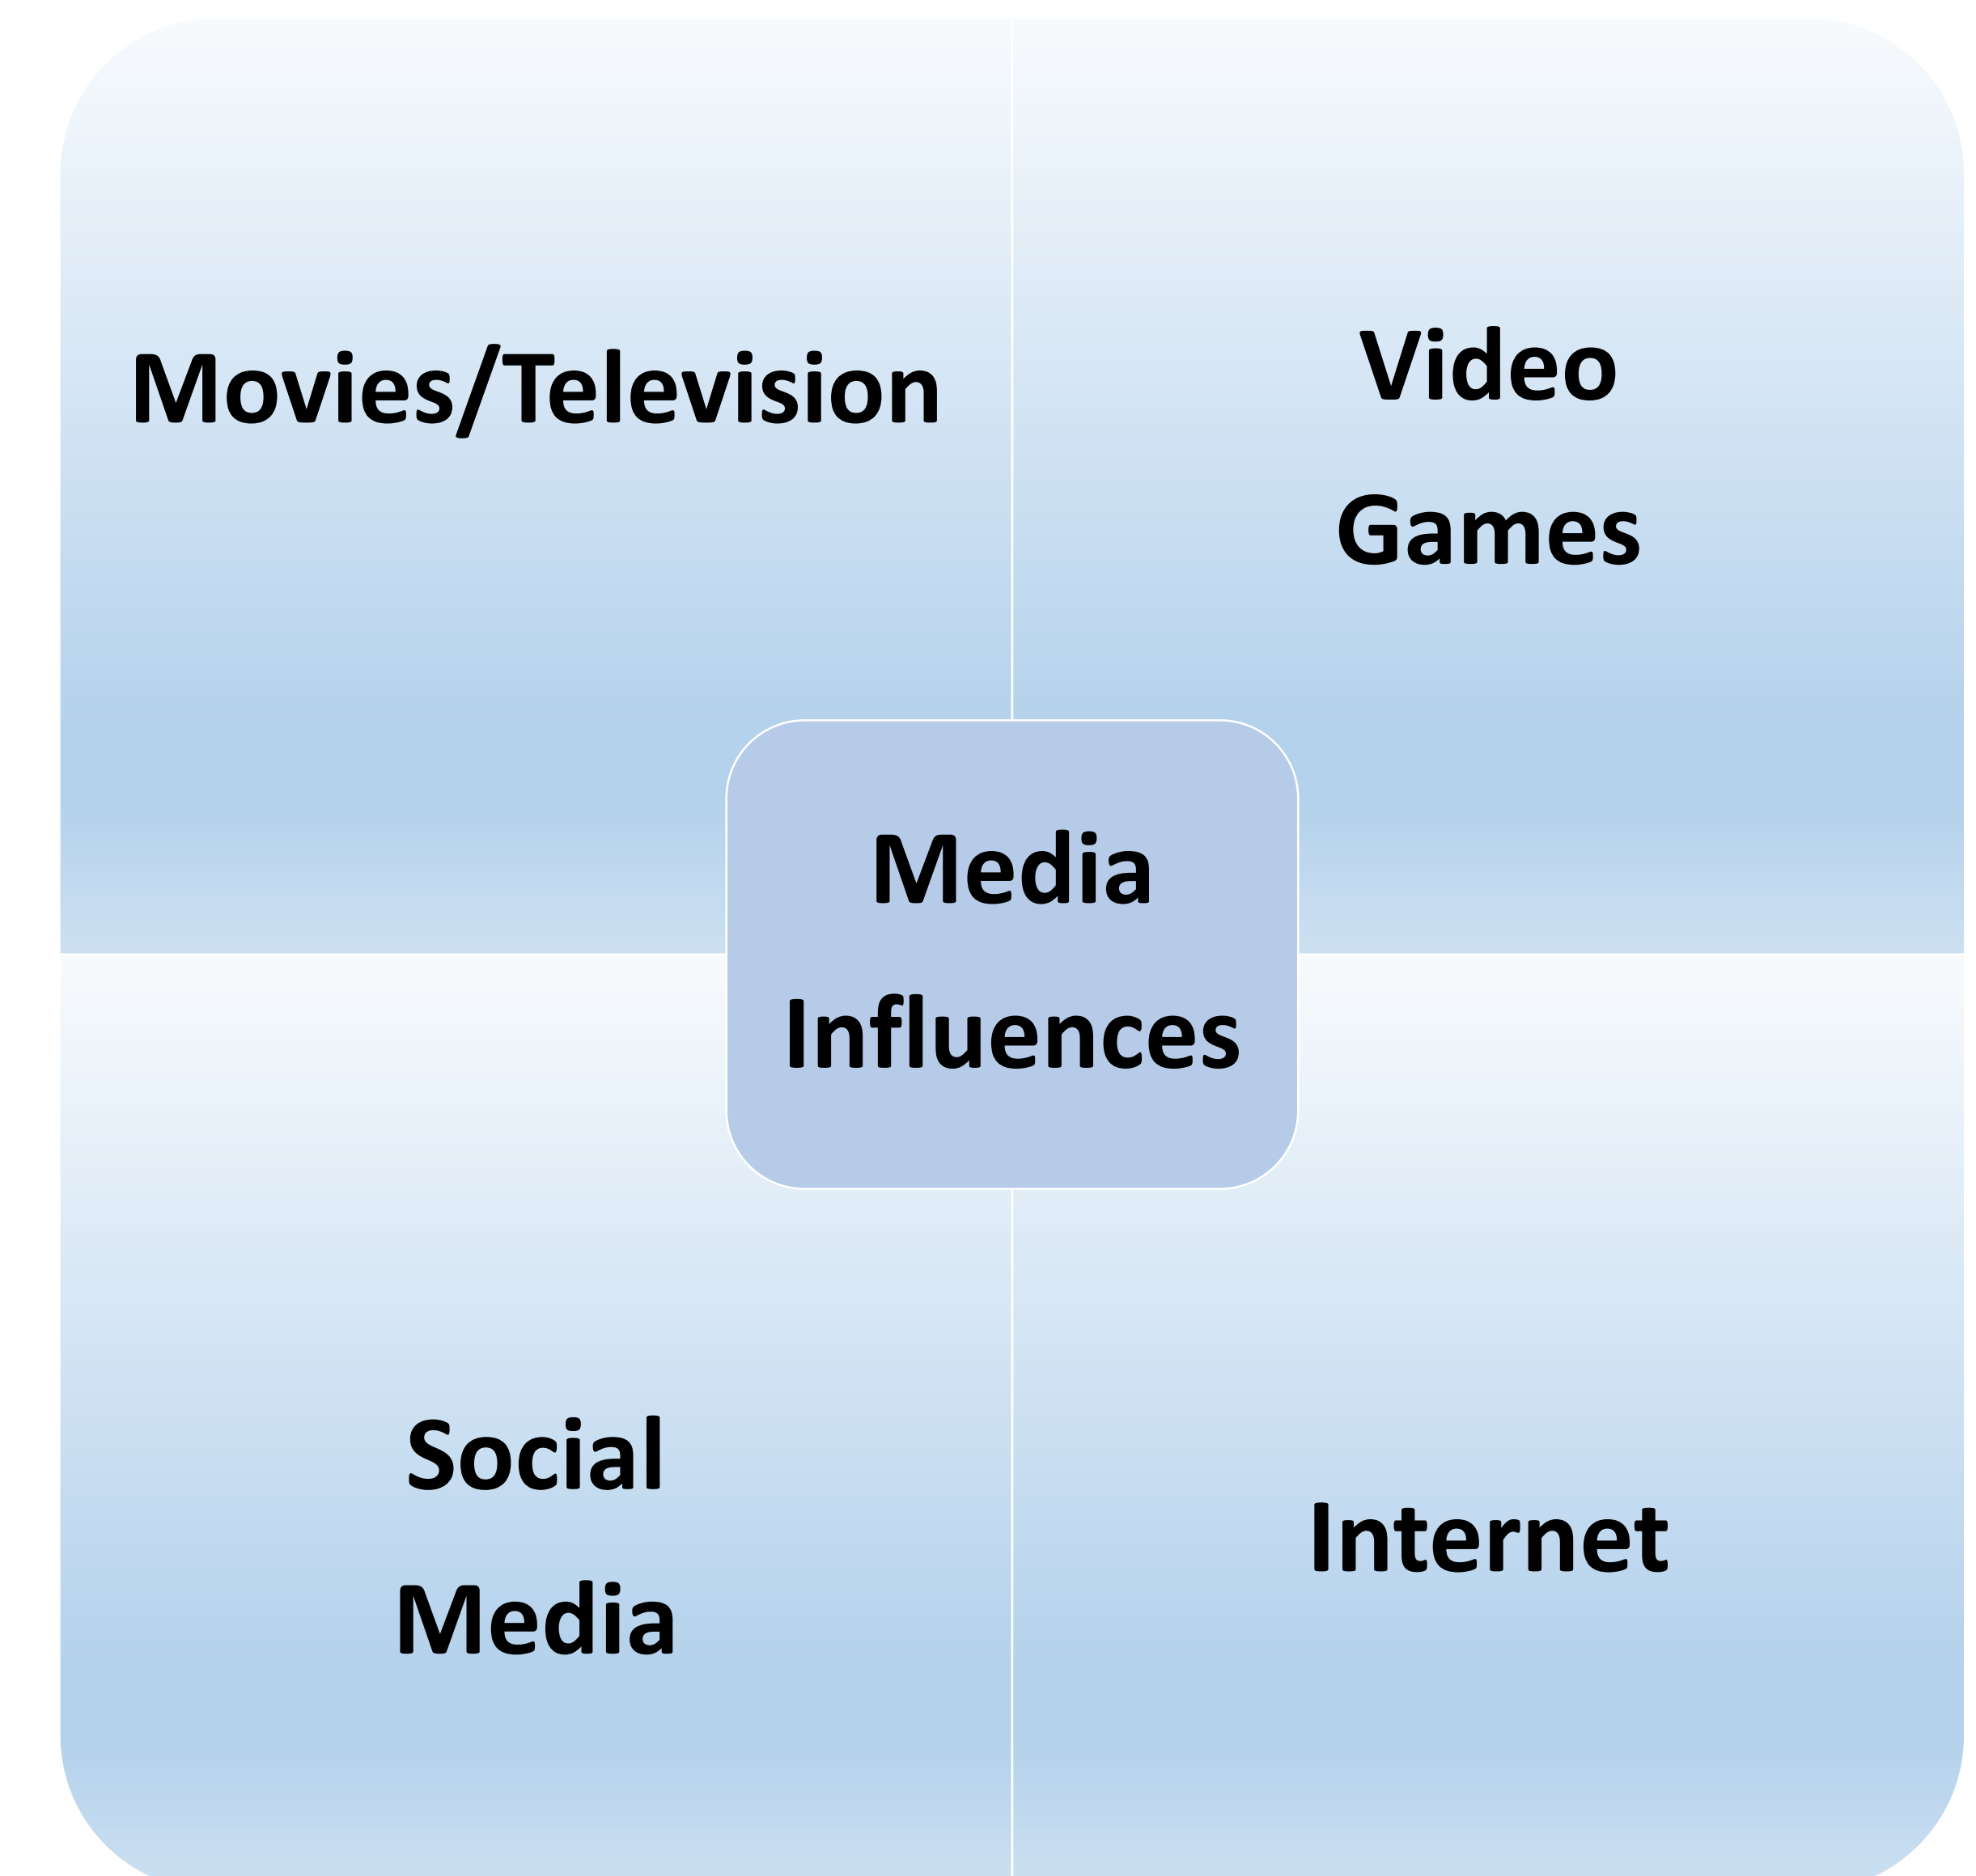 Movies/Television
Video
Games
Media
Influences
Social
Media
Internet